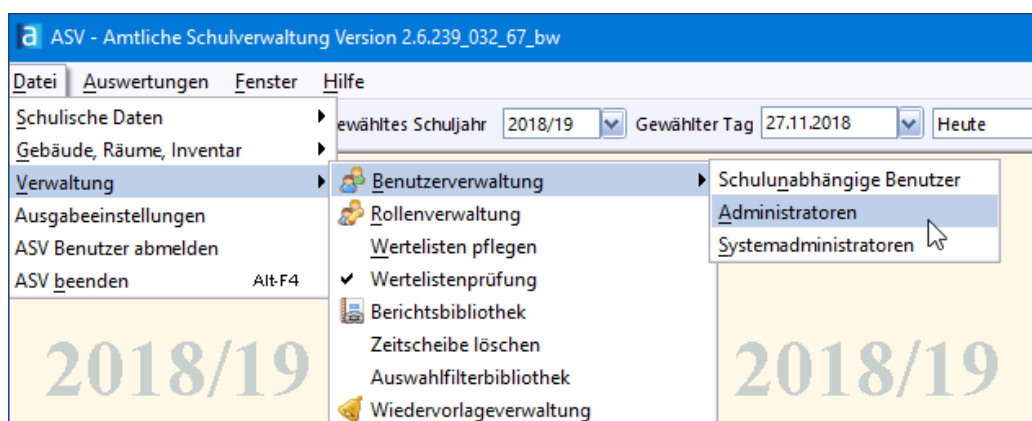 ASV - Amtliche Schulverwaltung Version 2.6.239_032_67_bw
Datei Auswertungen Fenster Hilfe
ewähltes Schuljahr 2018/19 Gewählter Tag 27.11.2018 Heute
Schulische Daten
Gebäude, Räume, Inventar
Verwaltung
Ausgabeeinstellungen
ASV Benutzer abmelden
ASV beenden Alt-F4
Benutzerverwaltung
Rollenverwaltung
Wertelisten pflegen
Wertelistenprüfung
Berichtsbibliothek
Zeitscheibe löschen
Auswahlfilterbibliothek
Wiedervorlageverwaltung
Schulunabhängige Benutzer
Administratoren
Systemadministratoren
2018/19 2018/19